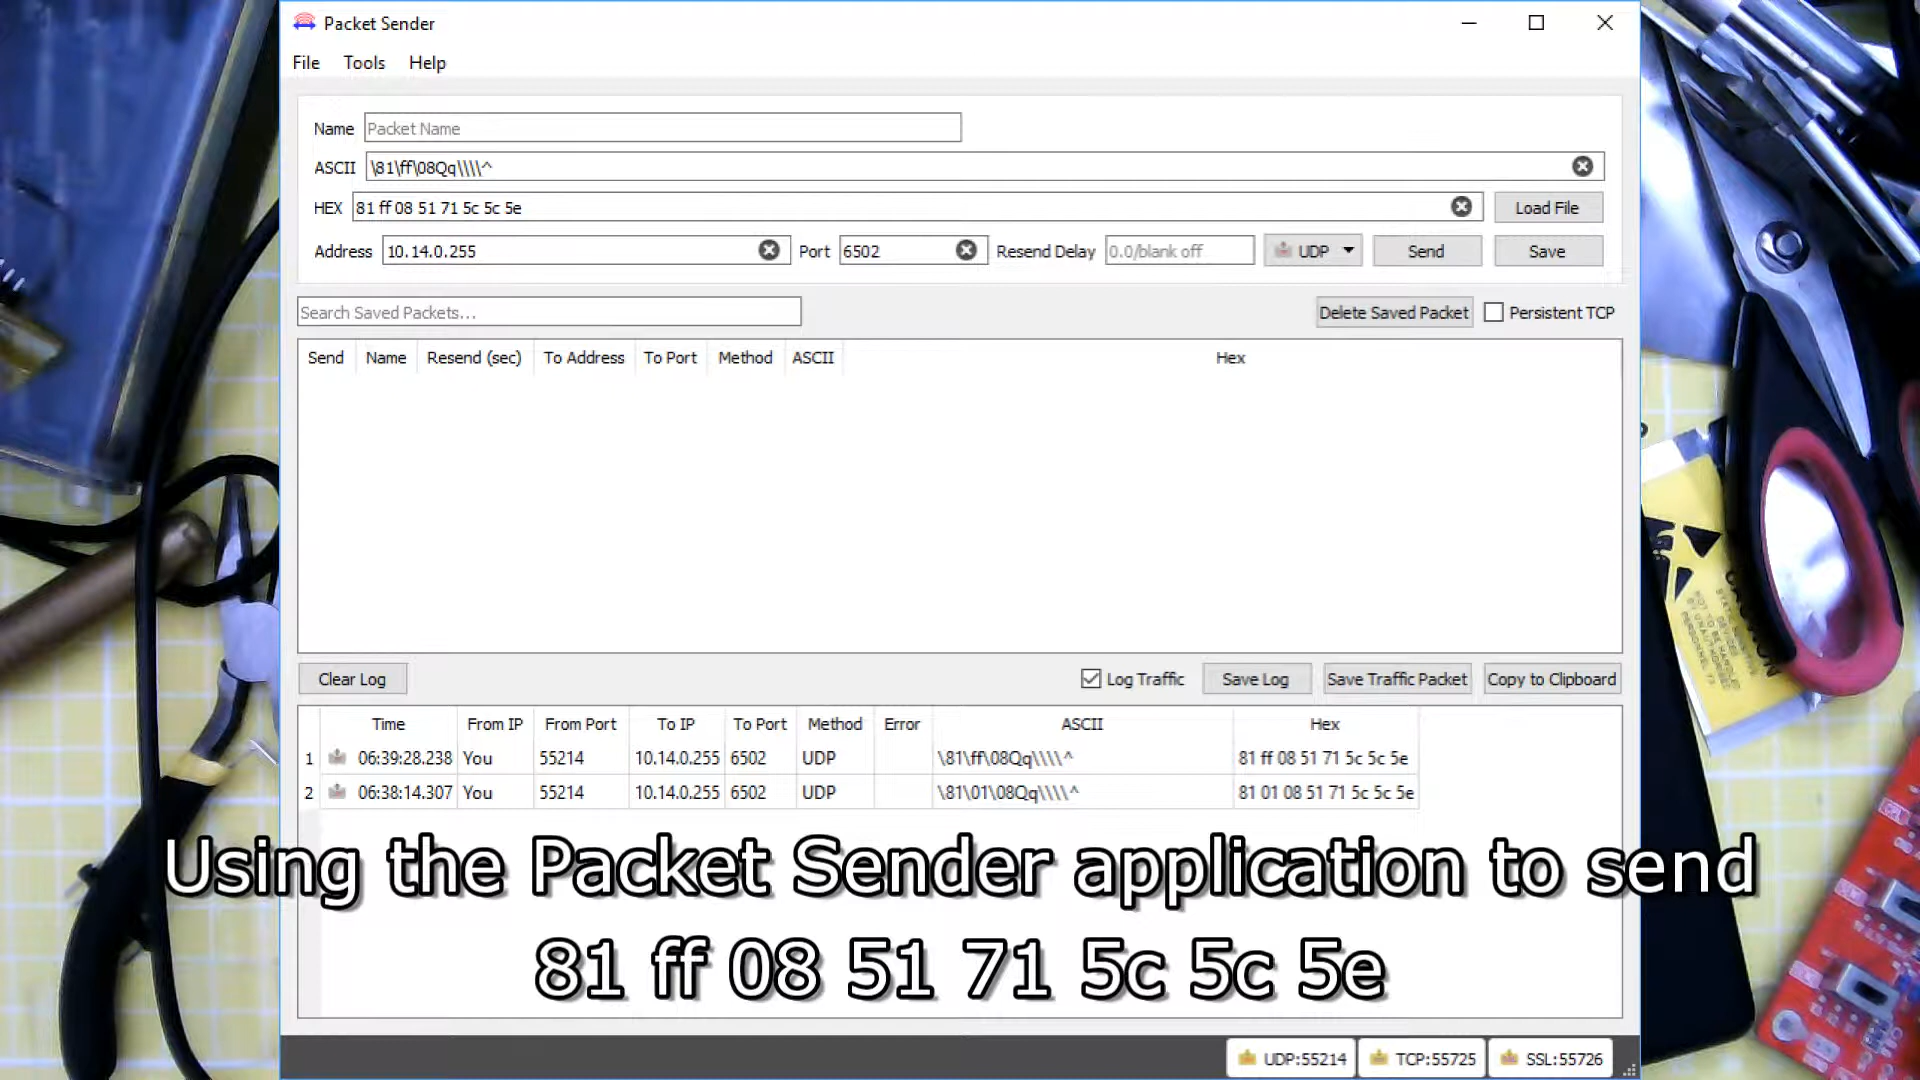 Packet Sender
File Tools Help
Name Packet Name
ASCII \81\ff\08Qq\\\\^
HEX 81 ff 08 51 71 5c 5c 5e Load File
Address 10.14.0.255 Port 6502 Resend Delay 0.0/blank off UDP Send Save
Search Saved Packets... Delete Saved Packet Persistent TCP
Send Name Resend (sec) To Address To Port Method ASCII Hex
Clear Log Log Traffic Save Log Save Traffic Packet Copy to Clipboard
Time From IP From Port To IP To Port Method Error ASCII Hex
1 06:39:28.238 You 55214 10.14.0.255 6502 UDP \81\ff\08Qq\\\\^ 81 ff 08 51 71 5c 5c 5e
2 06:38:14.307 You 55214 10.14.0.255 6502 UDP \81\01\08Qq\\\\^ 81 01 08 51 71 5c 5c 5e
Using the Packet Sender application to send
81 ff 08 51 71 5c 5c 5e
UDP:55214 TCP:55725 SSL:55726